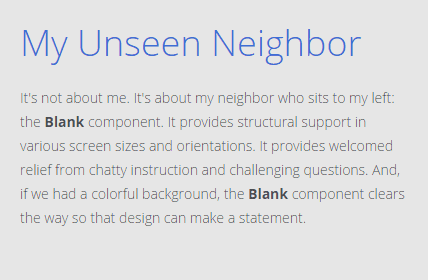 My Unseen Neighbor
It's not about me. It's about my neighbor who sits to my left:
the Blank component. It provides structural support in
various screen sizes and orientations. It provides welcomed
relief from chatty instruction and challenging questions. And,
if we had a colorful background, the Blank component clears
the way so that design can make a statement.